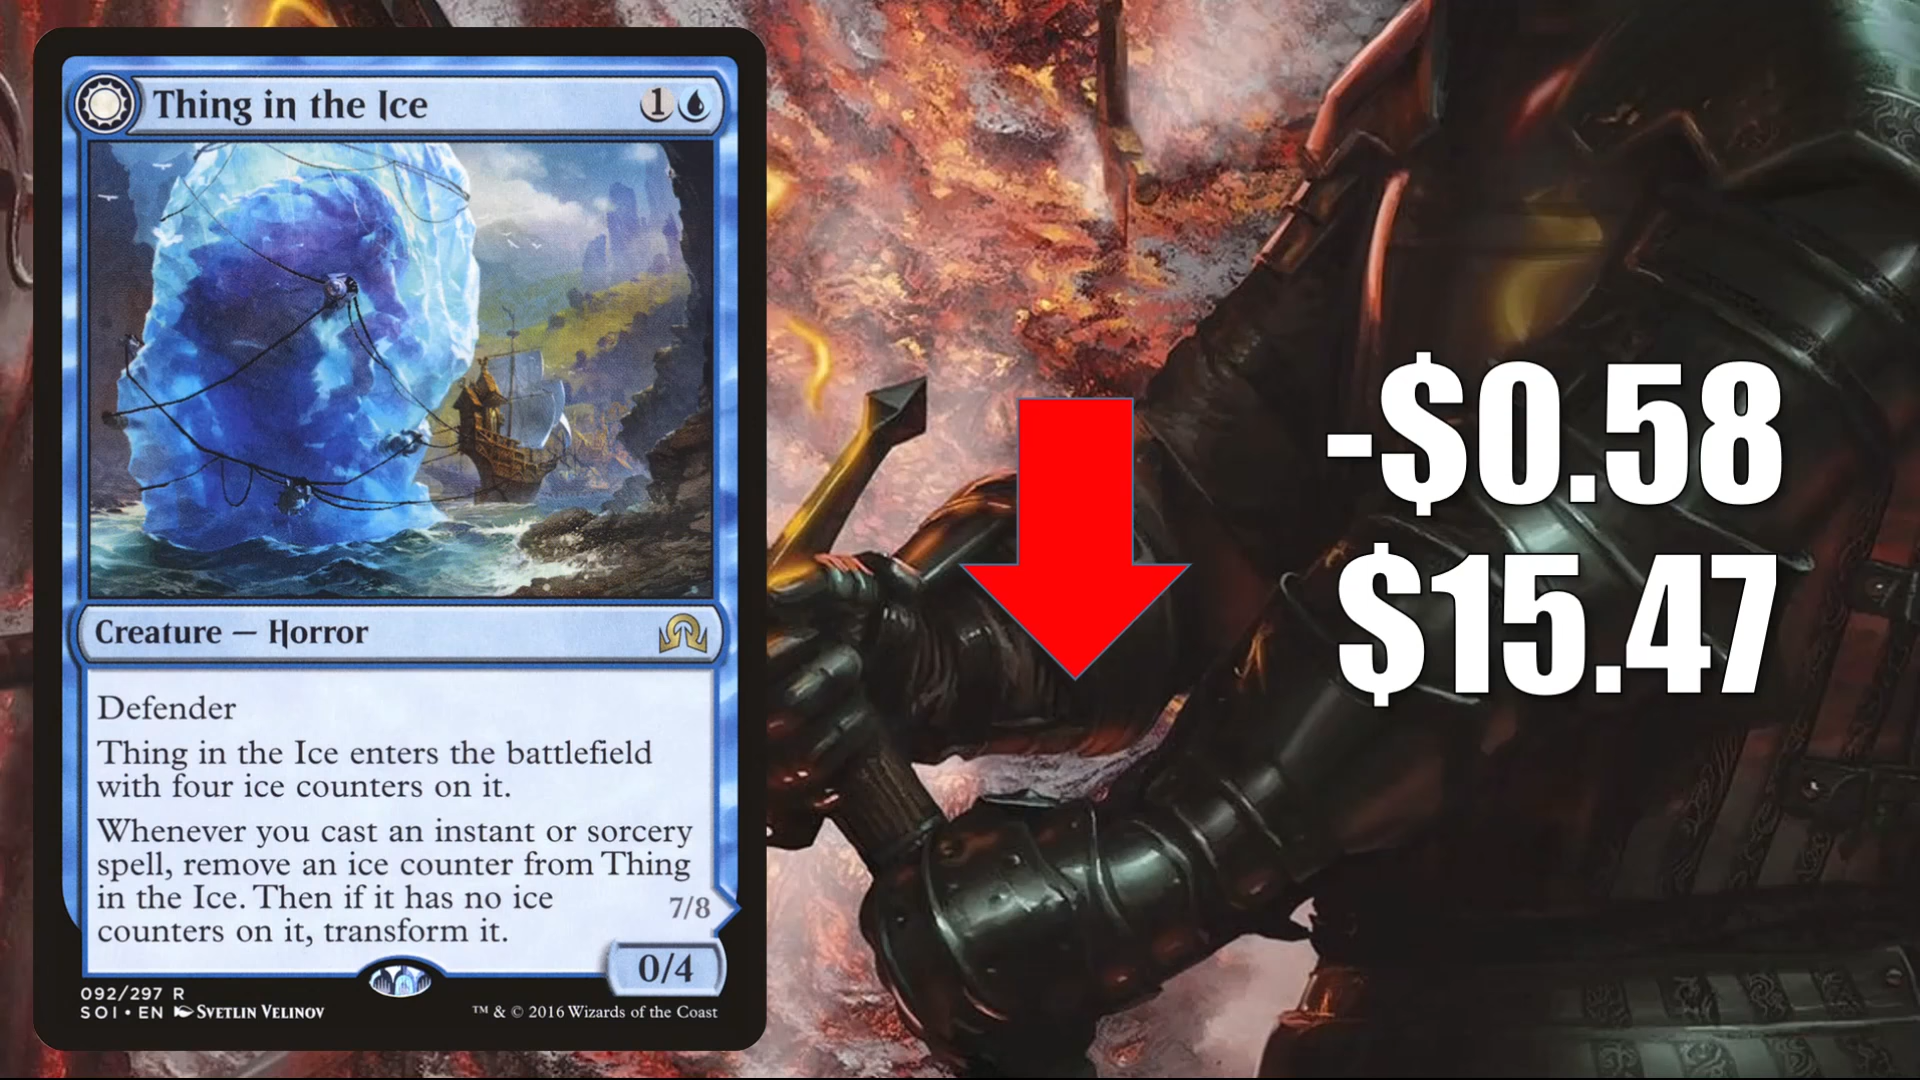 Thing in the Ice 1
Creature — Horror
Defender
Thing in the Ice enters the battlefield
with four ice counters on it.
Whenever you cast an instant or sorcery
spell, remove an ice counter from Thing
in the Ice. Then if it has no ice
counters on it, transform it.
7/8
0/4
092/297 R
SOI • EN Svetlin Velinov
™ & © 2016 Wizards of the Coast
-$0.58
$15.47